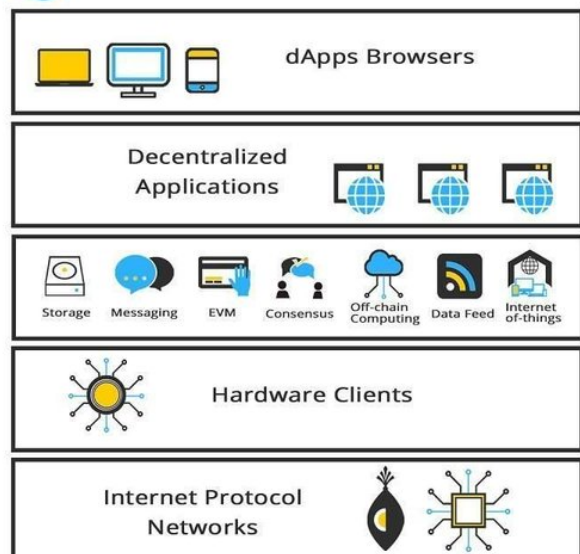 dApps Browsers
Decentralized
Applications
Storage
Messaging
EVM
Consensus
Off-chain
Computing
Data Feed
Internet
of-things
Hardware Clients
Internet Protocol
Networks